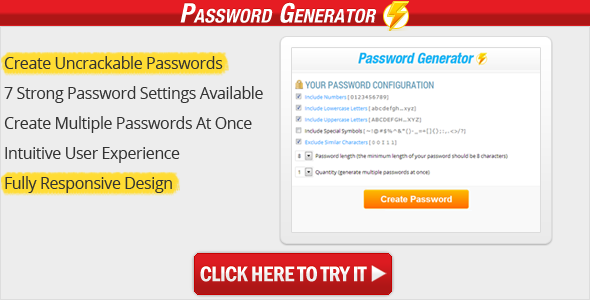 PASSWORD GENERATOR
Create Uncrackable Passwords
7 Strong Password Settings Available
Create Multiple Passwords At Once
Intuitive User Experience
Fully Responsive Design
Password Generator
YOUR PASSWORD CONFIGURATION
Include Numbers [ 0123456789]
Include Lowercase Letters [ abcdefgh...xyz]
Include Uppercase Letters [ ABCDEFGH...XYZ]
Include Special Symbols
Exclude Similar Characters
8 Password length (the minimum length of your password should be 8 characters)
1 Quantity (generate multiple passwords at once)
Create Password
CLICK HERE TO TRY IT